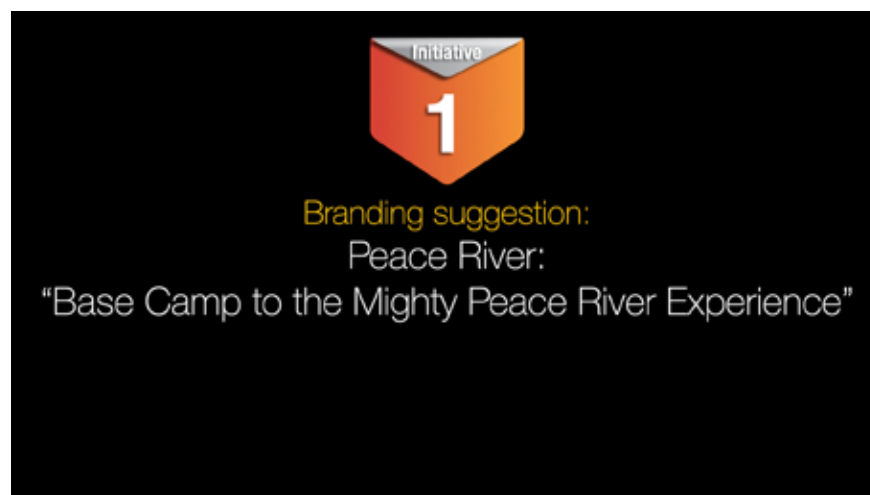 Initiative
1
Branding suggestion:
Peace River:
“Base Camp to the Mighty Peace River Experience”